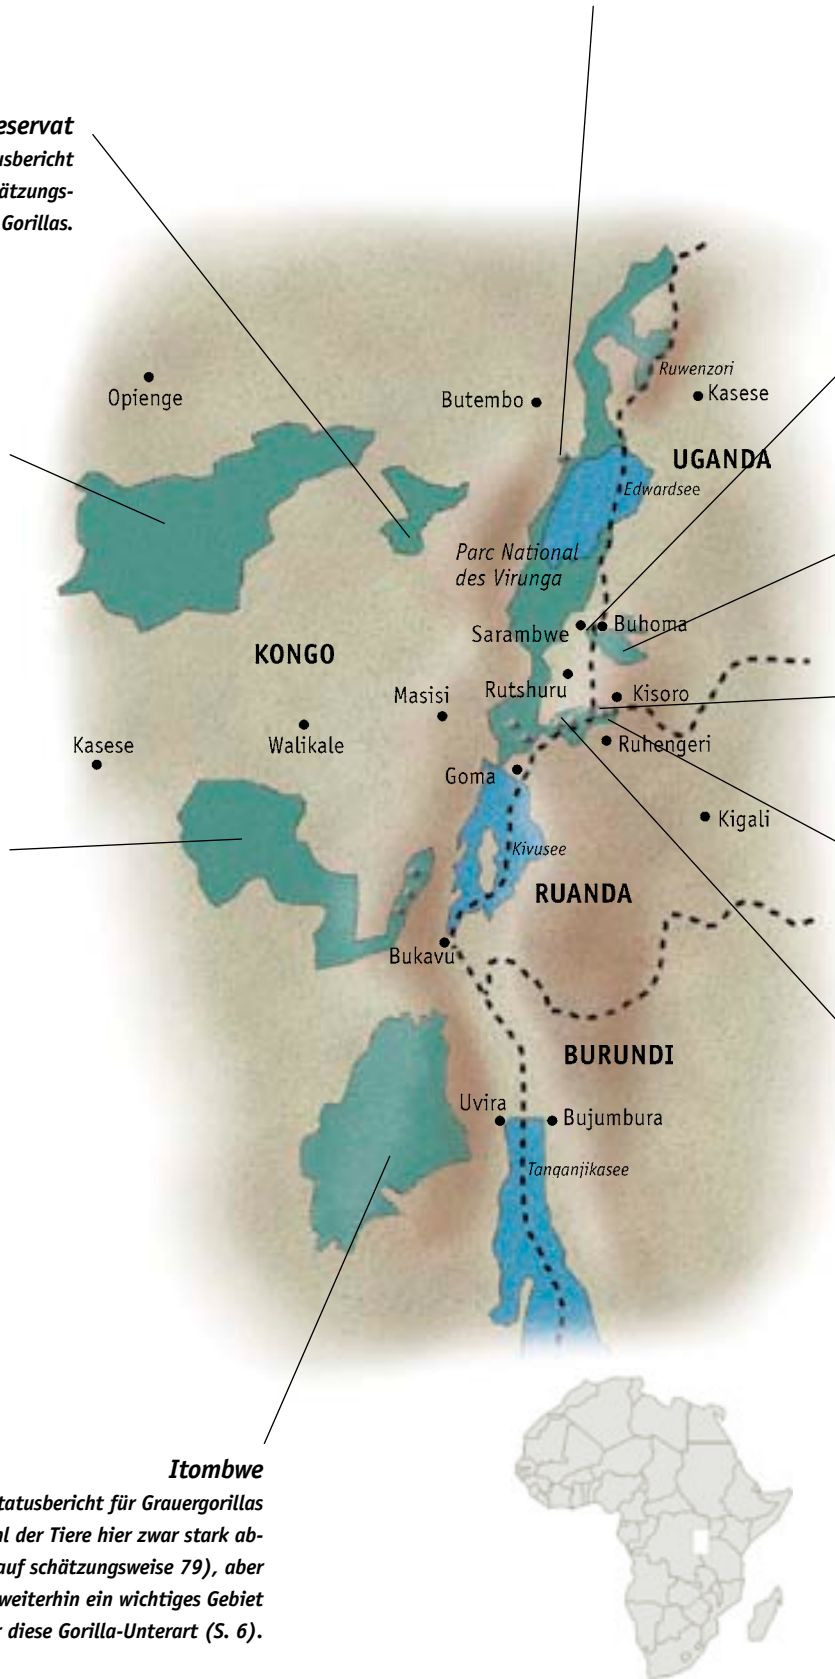 eservat
usbericht
ätzungs-
Gorillas.
Ruwenzori
Opienge
Butembo
Kasese
UGANDA
Edwardsee
Parc National
des Virunga
Sarambwe
Buhoma
KONGO
Rutshuru
Kisoro
Masisi
Kasese
Walikale
Ruhengeri
Goma
Kigali
Kivusee
RUANDA
Bukavu
BURUNDI
Uvira
Bujumbura
Tanganjikasee
Itombwe
tatusbericht für Grauergorillas
hl der Tiere hier zwar stark ab-
auf schätzungsweise 79), aber
weiterhin ein wichtiges Gebiet
r diese Gorilla-Unterart (S. 6).